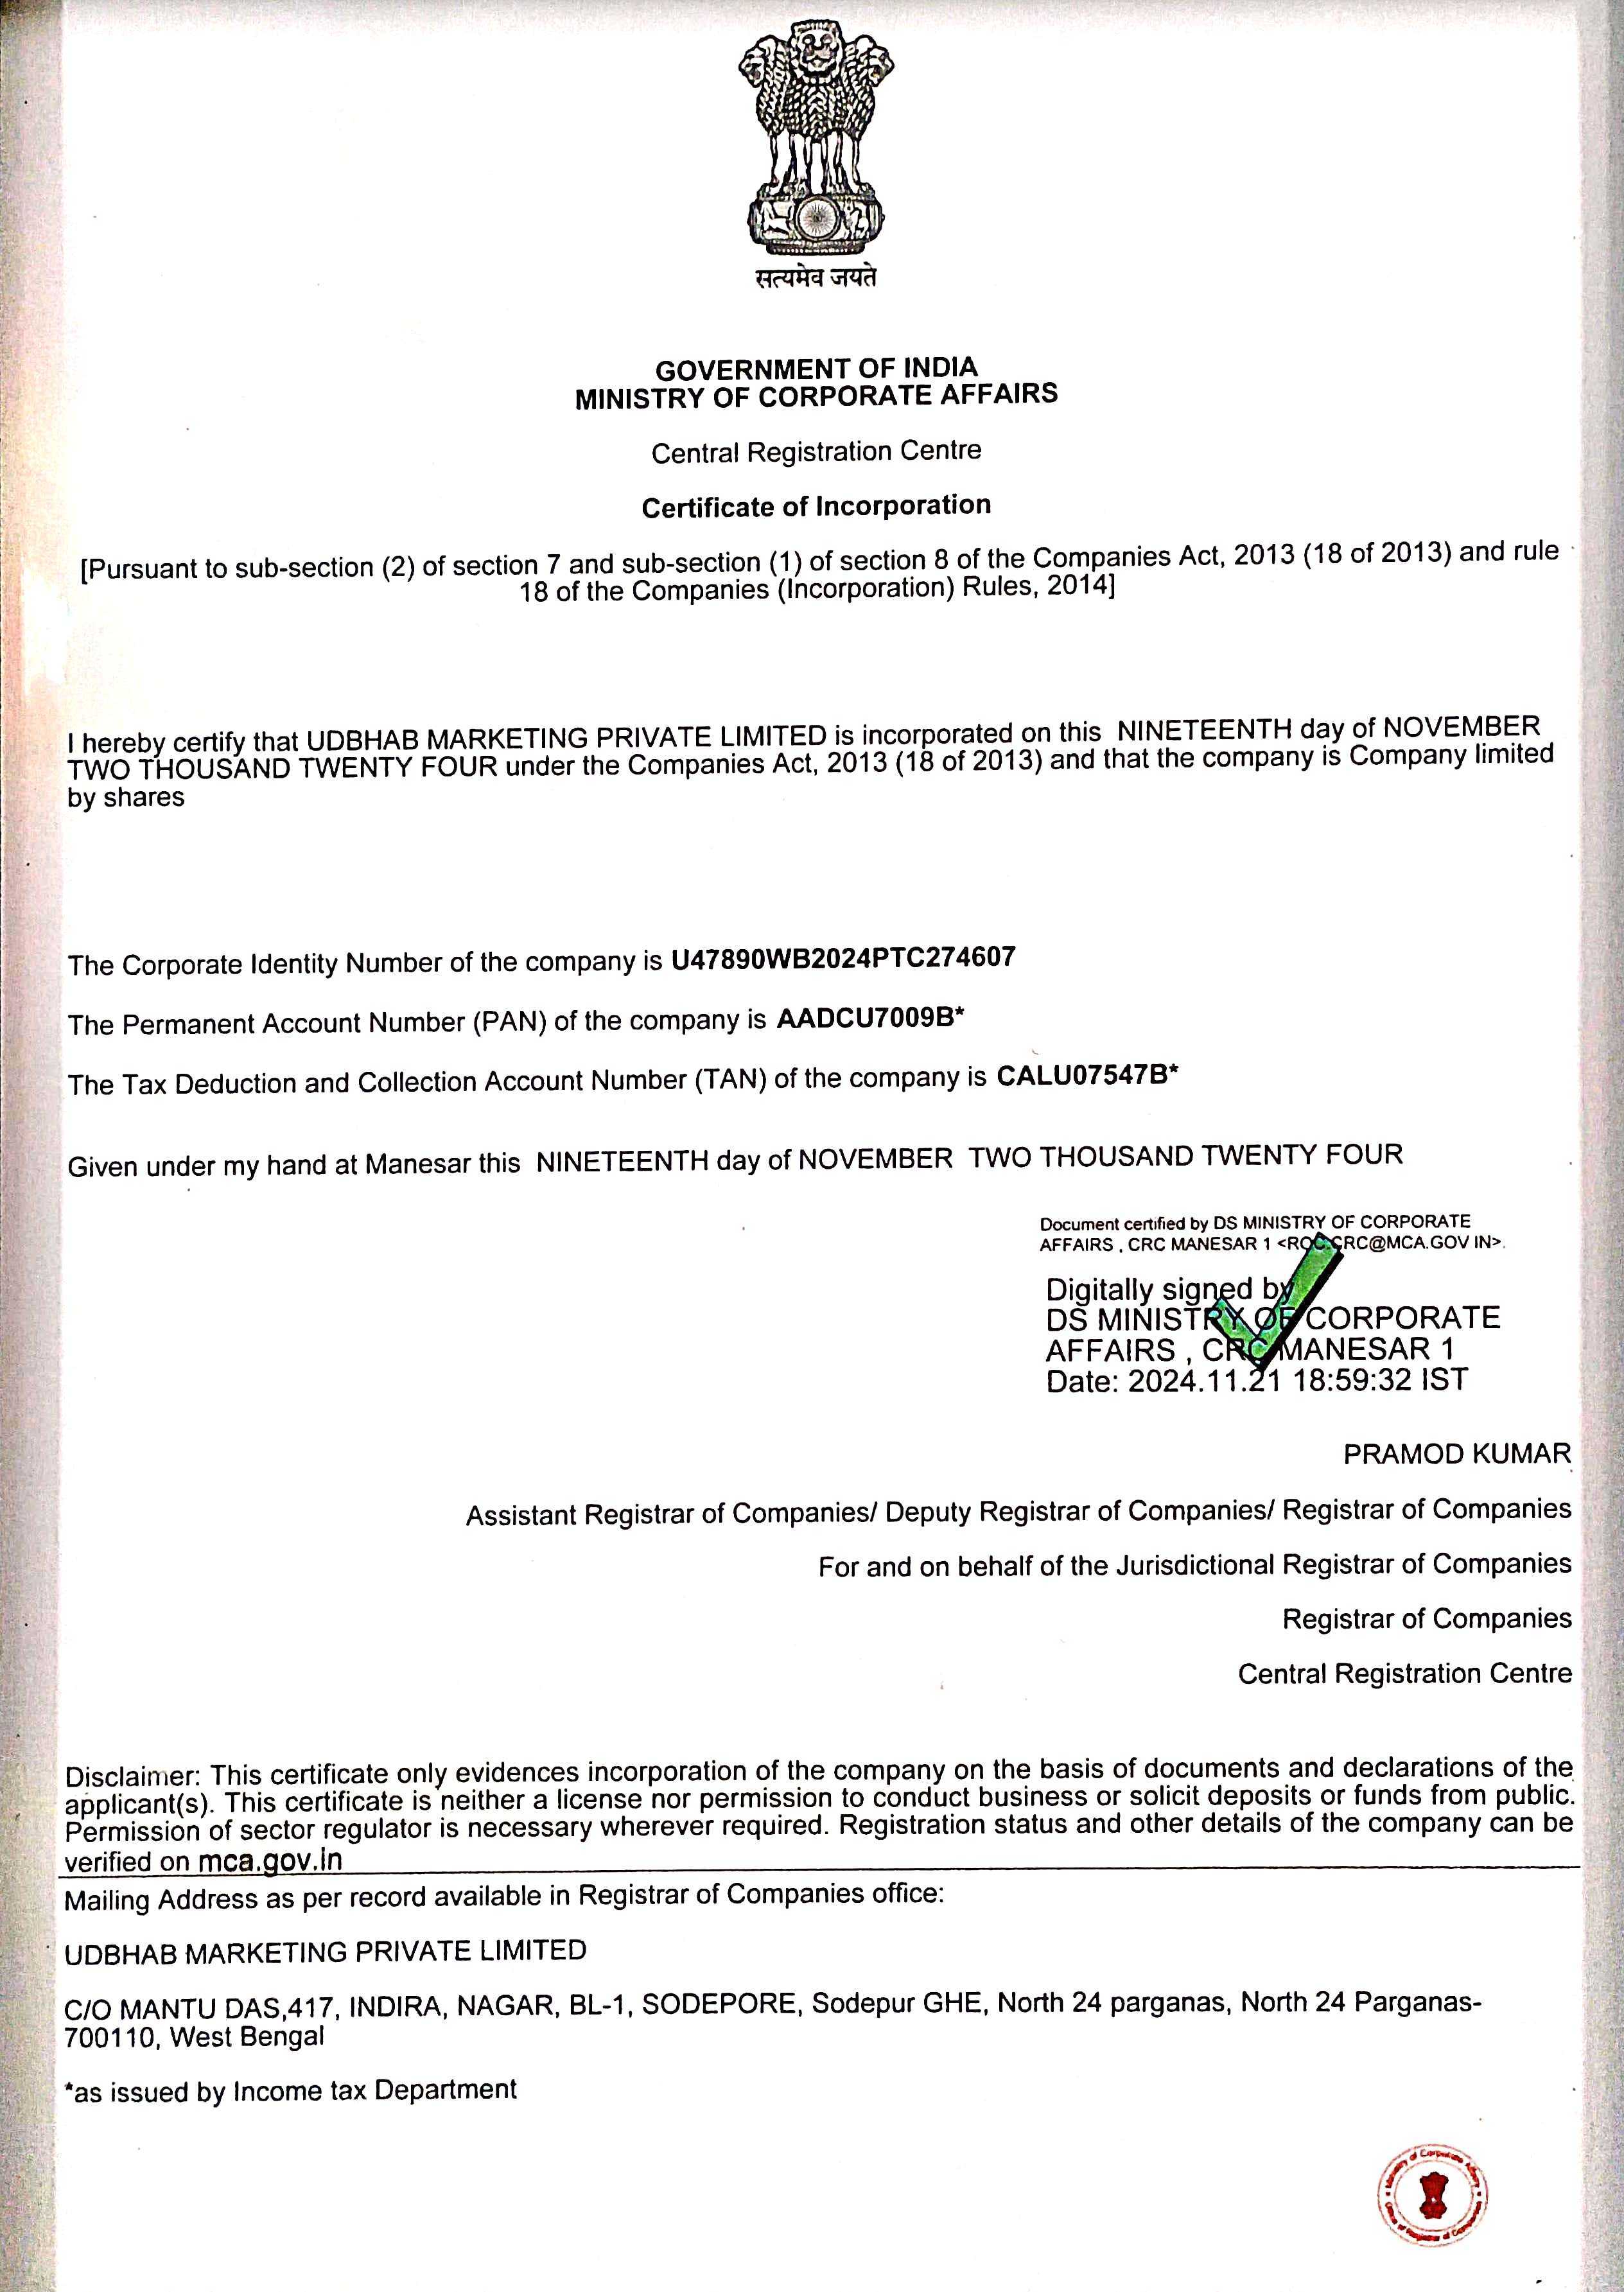 सत्यमेव जयते
GOVERNMENT OF INDIA
MINISTRY OF CORPORATE AFFAIRS
Central Registration Centre
Certificate of Incorporation
[Pursuant to sub-section (2) of section 7 and sub-section (1) of section 8 of the Companies Act, 2013 (18 of 2013) and rule
18 of the Companies (Incorporation) Rules, 2014]
I hereby certify that UDBHAB MARKETING PRIVATE LIMITED is incorporated on this NINETEENTH day of NOVEMBER
TWO THOUSAND TWENTY FOUR under the Companies Act, 2013 (18 of 2013) and that the company is Company limited
by shares
The Corporate Identity Number of the company is U47890WB2024PTC274607
The Permanent Account Number (PAN) of the company is AADCU7009B*
The Tax Deduction and Collection Account Number (TAN) of the company is CALU07547B*
Given under my hand at Manesar this NINETEENTH day of NOVEMBER TWO THOUSAND TWENTY FOUR
Document certified by DS MINISTRY OF CORPORATE
AFFAIRS , CRC MANESAR 1 <ROC.CRC@MCA.GOV IN>.
Digitally signed by
DS MINISTRY OF CORPORATE
AFFAIRS , CRC MANESAR 1
Date: 2024.11.21 18:59:32 IST
PRAMOD KUMAR
Assistant Registrar of Companies/ Deputy Registrar of Companies/ Registrar of Companies
For and on behalf of the Jurisdictional Registrar of Companies
Registrar of Companies
Central Registration Centre
Disclaimer: This certificate only evidences incorporation of the company on the basis of documents and declarations of the
applicant(s). This certificate is neither a license nor permission to conduct business or solicit deposits or funds from public.
Permission of sector regulator is necessary wherever required. Registration status and other details of the company can be
verified on mca.gov.in
Mailing Address as per record available in Registrar of Companies office:
UDBHAB MARKETING PRIVATE LIMITED
C/O MANTU DAS,417, INDIRA, NAGAR, BL-1, SODEPORE, Sodepur GHE, North 24 parganas, North 24 Parganas-
700110, West Bengal
*as issued by Income tax Department
Ministry of Corporate Affairs
Office of Registrar of Companies